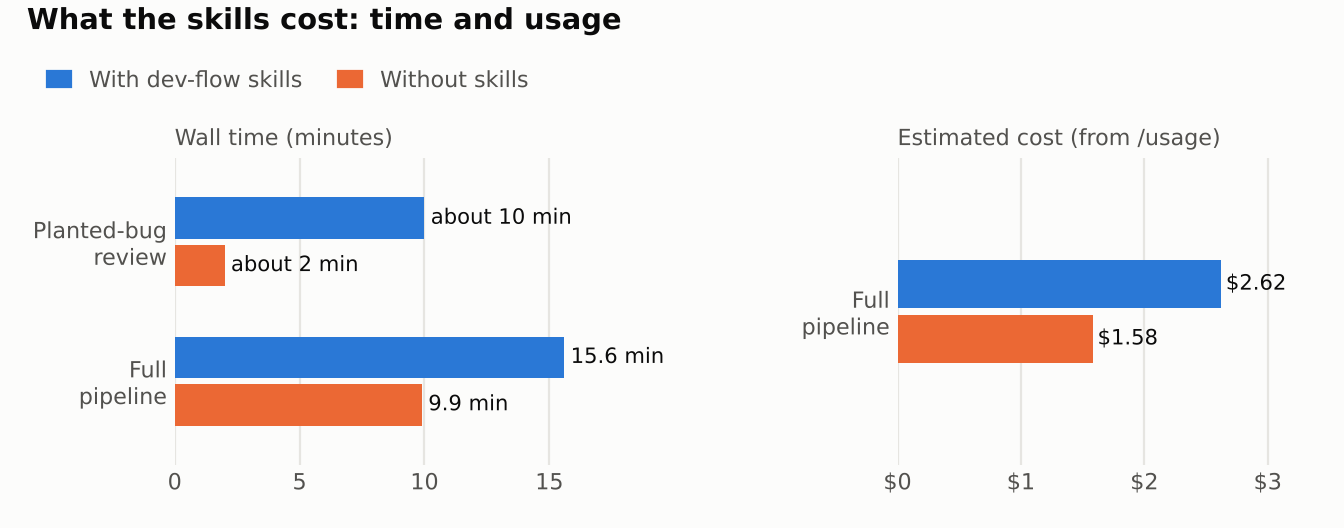 What the skills cost: time and usage
With dev-flow skills
Without skills
Wall time (minutes)
Planted-bug
review
about 10 min
about 2 min
Full
pipeline
15.6 min
9.9 min
0 5 10 15
Estimated cost (from /usage)
Full
pipeline
$2.62
$1.58
$0 $1 $2 $3